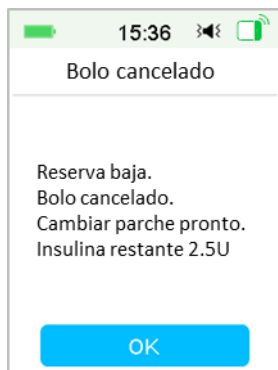 15:36
Bolo cancelado
Reserva baja.
Bolo cancelado.
Cambiar parche pronto.
Insulina restante 2.5U
OK